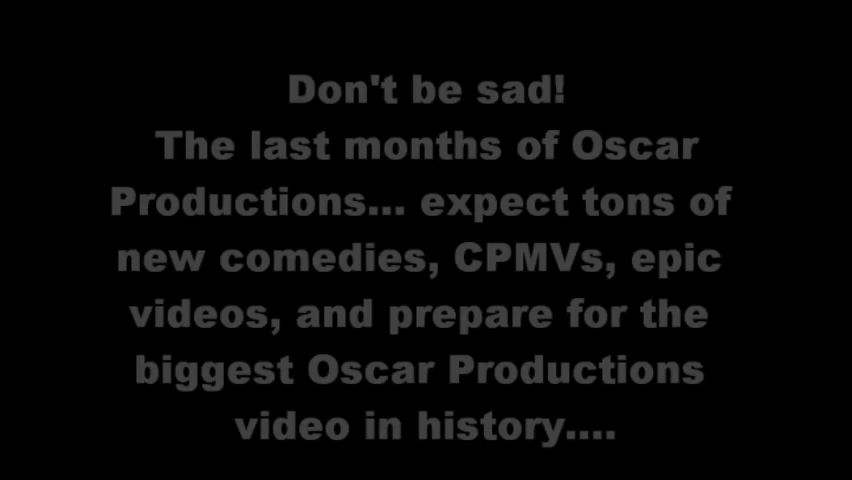 Don't be sad!
The last months of Oscar
Productions... expect tons of
new comedies, CPMVs, epic
videos, and prepare for the
biggest Oscar Productions
video in history....